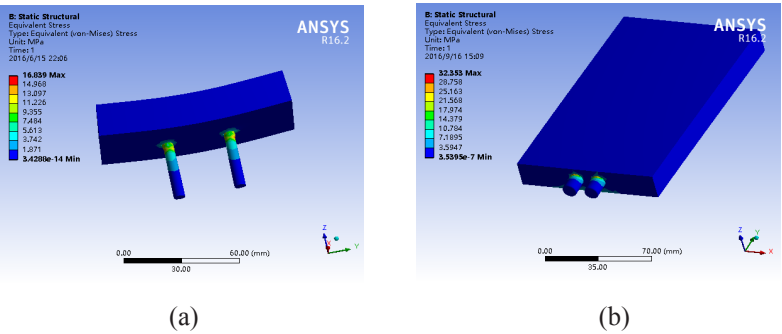 B: Static Structural
Equivalent Stress
Type: Equivalent (von-Mises) Stress
Unit: MPa
Time: 1
2016/6/15 22:06
ANSYS
R16.2
16.839 Max
14.968
13.097
11.226
9.355
7.484
5.613
3.742
1.871
3.4288e-14 Min
0.00
60.00 (mm)
30.00
Z
X
Y
(a)
B: Static Structural
Equivalent Stress
Type: Equivalent (von-Mises) Stress
Unit: MPa
Time: 1
2016/9/16 15:09
ANSYS
R16.2
32.353 Max
28.758
25.163
21.568
17.974
14.379
10.784
7.1895
3.5947
3.5395e-7 Min
0.00
70.00 (mm)
35.00
Z
Y
X
(b)